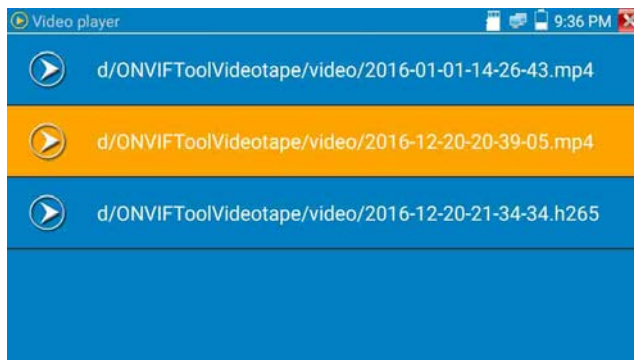 Video player 9:36 PM
d/ONVIFToolVideotape/video/2016-01-01-14-26-43.mp4
d/ONVIFToolVideotape/video/2016-12-20-20-39-05.mp4
d/ONVIFToolVideotape/video/2016-12-20-21-34-34.h265